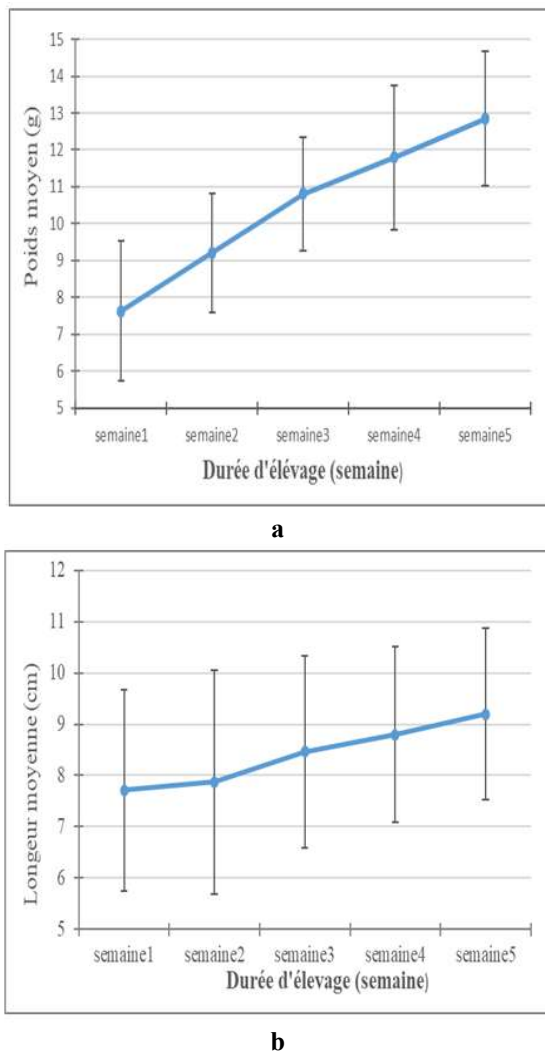 15
14
13
12
11
10
9
8
7
6
5
Poids moyen (g)
semaine1 semaine2 semaine3 semaine4 semaine5
Durée d'élévage (semaine)
a
12
11
10
9
8
7
6
5
Longeur moyenne (cm)
semaine1 semaine2 semaine3 semaine4 semaine5
Durée d'élevage (semaine)
b